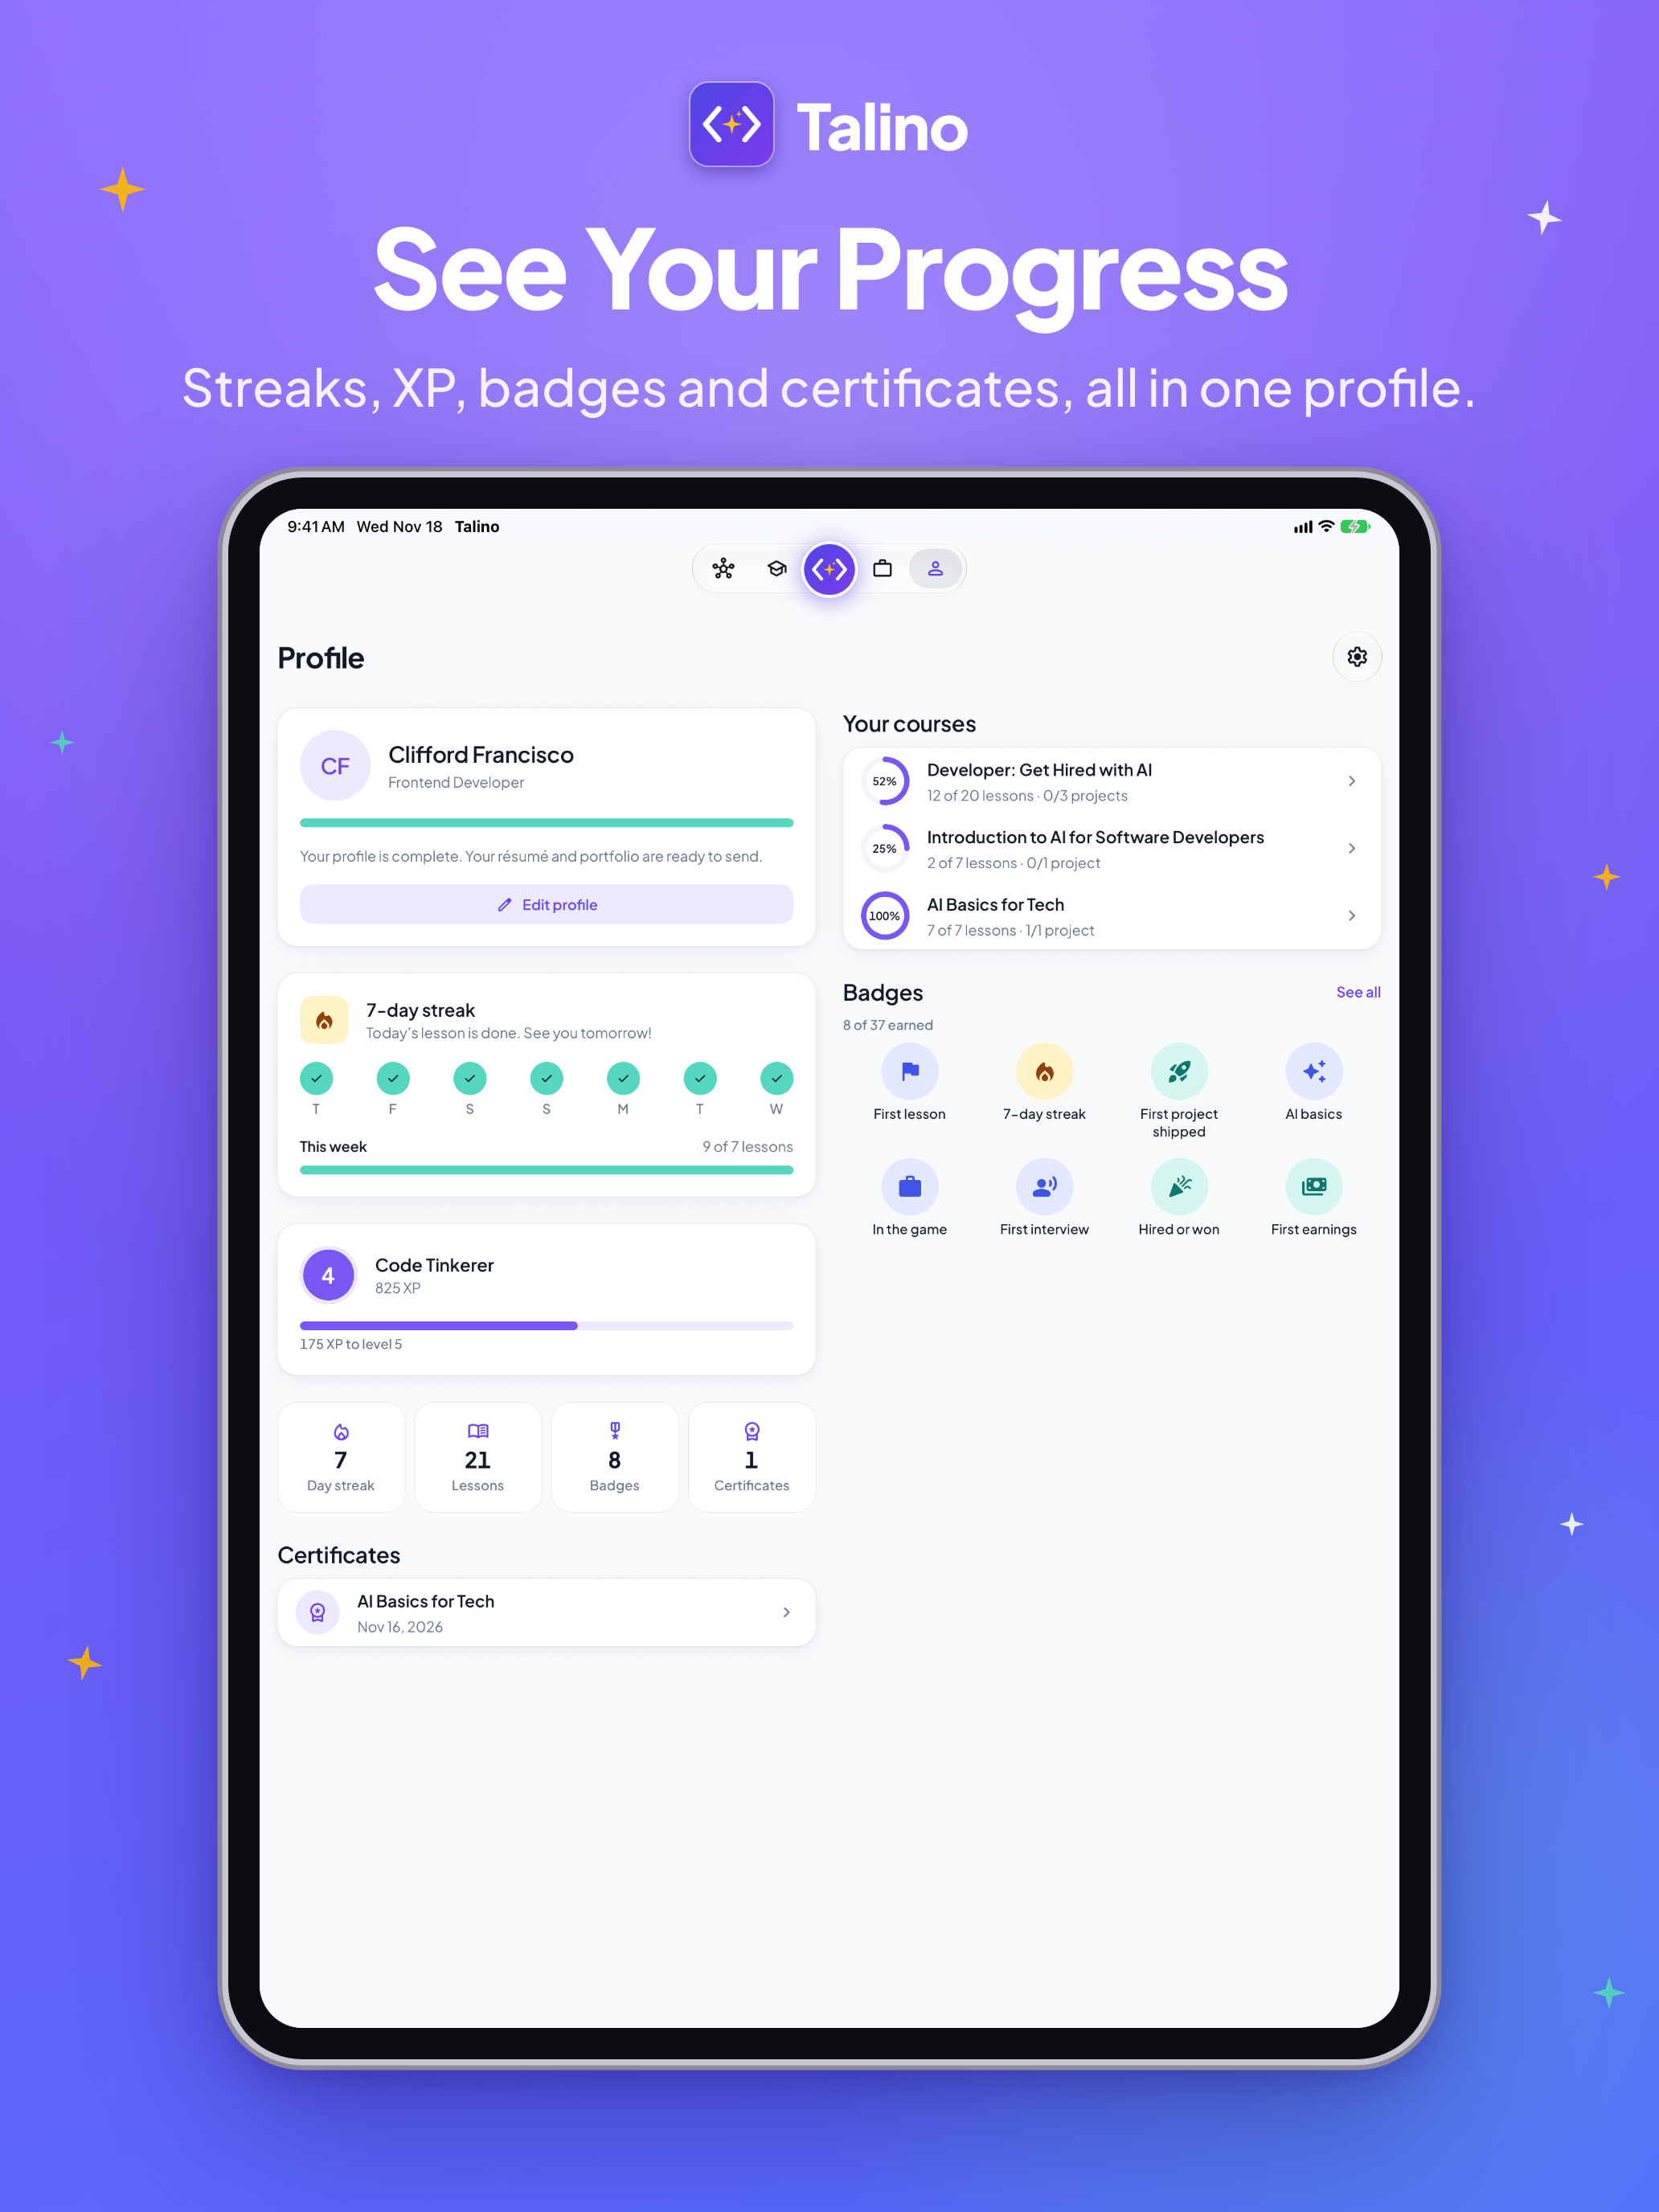 Talino
See Your Progress
Streaks, XP, badges and certificates, all in one profile.
9:41 AM Wed Nov 18 Talino
Profile
CF
Clifford Francisco
Frontend Developer
Your profile is complete. Your résumé and portfolio are ready to send.
Edit profile
7-day streak
Today's lesson is done. See you tomorrow!
T F S S M T W
This week 9 of 7 lessons
4
Code Tinkerer
825 XP
175 XP to level 5
7 21 8 1
Day streak Lessons Badges Certificates
Certificates
AI Basics for Tech
Nov 16, 2026
Your courses
52%
Developer: Get Hired with AI
12 of 20 lessons · 0/3 projects
25%
Introduction to AI for Software Developers
2 of 7 lessons · 0/1 project
100%
AI Basics for Tech
7 of 7 lessons · 1/1 project
Badges See all
8 of 37 earned
First lesson 7-day streak First project shipped AI basics
In the game First interview Hired or won First earnings